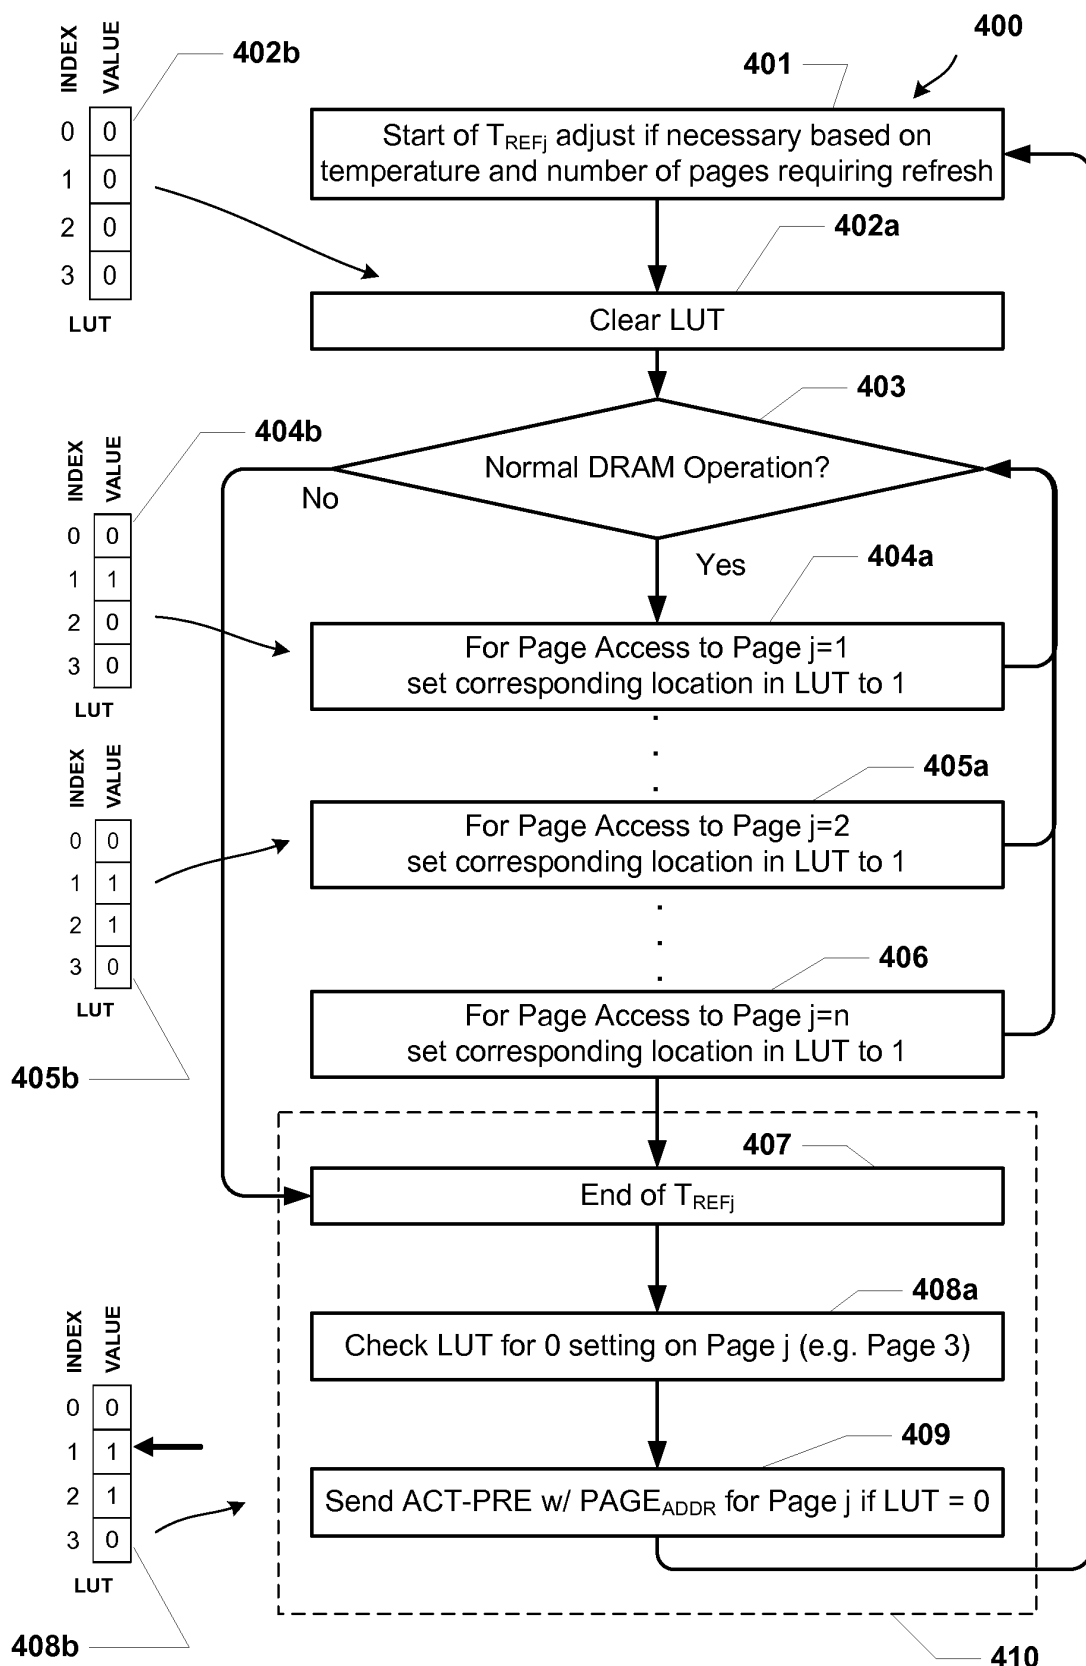 400
INDEX
VALUE
402b
0 0
1 0
2 0
3 0
LUT
401
Start of TREFj adjust if necessary based on
temperature and number of pages requiring refresh
402a
Clear LUT
403
Normal DRAM Operation?
No
Yes
INDEX
VALUE
404b
0 0
1 1
2 0
3 0
LUT
404a
For Page Access to Page j=1
set corresponding location in LUT to 1
.
.
.
INDEX
VALUE
0 0
1 1
2 1
3 0
LUT
405b
405a
For Page Access to Page j=2
set corresponding location in LUT to 1
.
.
.
406
For Page Access to Page j=n
set corresponding location in LUT to 1
407
End of TREFj
408a
Check LUT for 0 setting on Page j (e.g. Page 3)
INDEX
VALUE
0 0
1 1
2 1
3 0
LUT
408b
409
Send ACT-PRE w/ PAGEADDR for Page j if LUT = 0
410